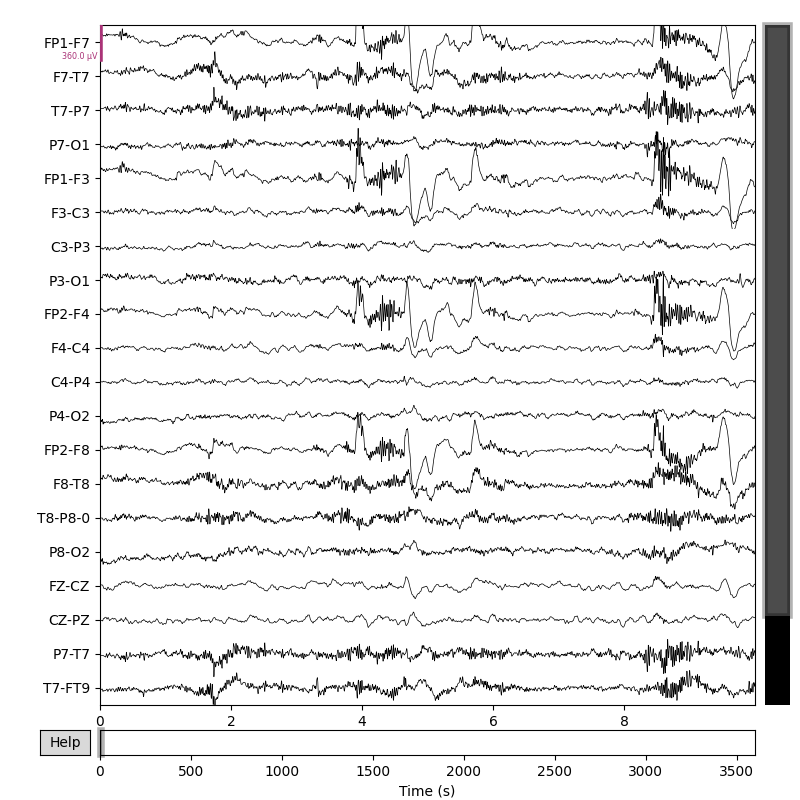 FP1-F7
360.0 µV
F7-T7
T7-P7
P7-O1
FP1-F3
F3-C3
C3-P3
P3-O1
FP2-F4
F4-C4
C4-P4
P4-O2
FP2-F8
F8-T8
T8-P8-0
P8-O2
FZ-CZ
CZ-PZ
P7-T7
T7-FT9
0 2 4 6 8
Help
0 500 1000 1500 2000 2500 3000 3500
Time (s)